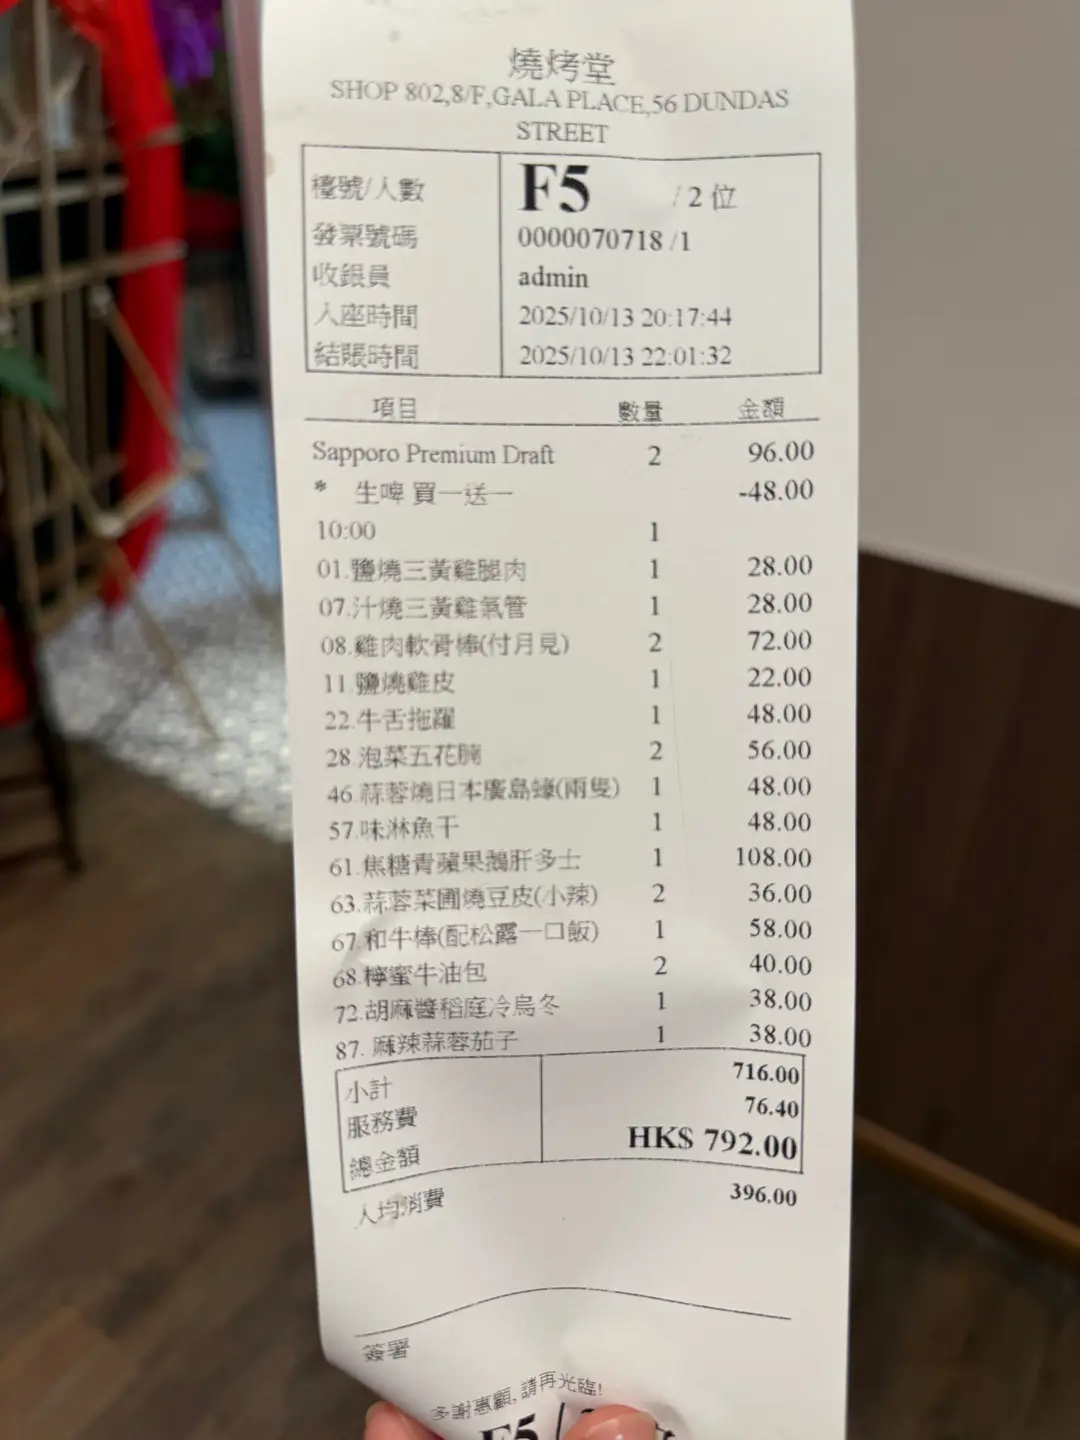 燒烤堂
SHOP 802,8/F,GALA PLACE,56 DUNDAS
STREET
檯號/人數 F5 / 2 位
發票號碼 0000070718 /1
收銀員 admin
入座時間 2025/10/13 20:17:44
結賬時間 2025/10/13 22:01:32
項目 數量 金額
Sapporo Premium Draft 2 96.00
* 生啤 買一送一 -48.00
10:00 1
01.鹽燒三黃雞腿肉 1 28.00
07.汁燒三黃雞氣管 1 28.00
08.雞肉軟骨棒(付月見) 2 72.00
11.鹽燒雞皮 1 22.00
22.牛舌拖羅 1 48.00
28.泡菜五花腩 2 56.00
46.蒜蓉燒日本廣島蠔(兩隻) 1 48.00
57.味淋魚干 1 48.00
61.焦糖青蘋果鵝肝多士 1 108.00
63.蒜蓉菜圃燒豆皮(小辣) 2 36.00
67.和牛棒(配松露一口飯) 1 58.00
68.檸蜜牛油包 2 40.00
72.胡麻醬稻庭冷烏冬 1 38.00
87. 麻辣蒜蓉茄子 1 38.00
小計 716.00
服務費 76.40
總金額 HK$ 792.00
人均消費 396.00
簽署
多謝惠顧,請再光臨!
F5 /